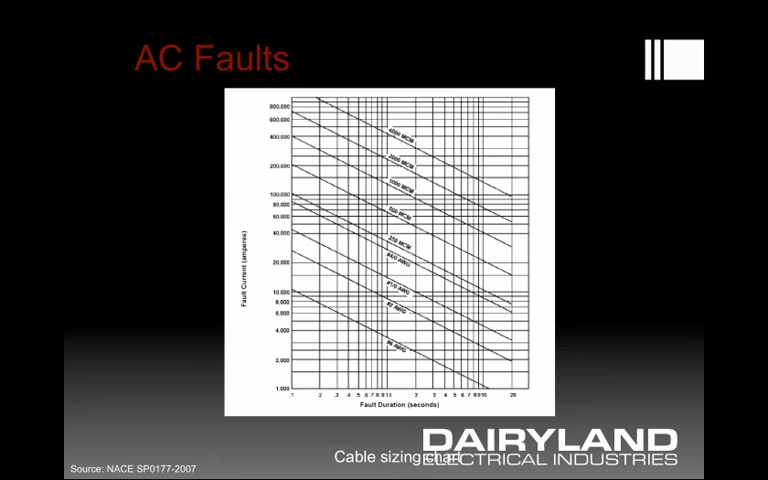 AC Faults
800.000
600.000
400.000
200.000
100.000
80.000
60.000
40.000
20.000
10.000
8.000
6.000
4.000
2.000
1.000
Fault Current (amperes)
4000 MCM
2000 MCM
1000 MCM
500 MCM
250 MCM
#4/0 AWG
#1/0 AWG
#2 AWG
#6 AWG
.1 .2 .3 .4 .5 .6 .7 .8 .9 1.0 2 3 4 5 6 7 8 9 10 20
Fault Duration (seconds)
DAIRYLAND
Cable sizing chart
ELECTRICAL INDUSTRIES
Source: NACE SP0177-2007